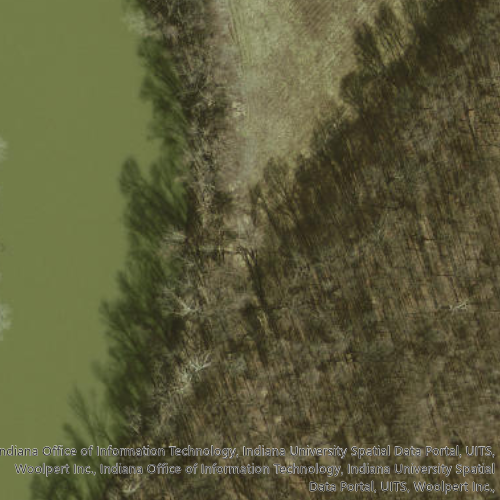 ndiana Office of Information Technology, Indiana University Spatial Data Portal, UITS,
Woolpert Inc., Indiana Office of Information Technology, Indiana University Spatial
Data Portal, UITS, Woolpert Inc.,